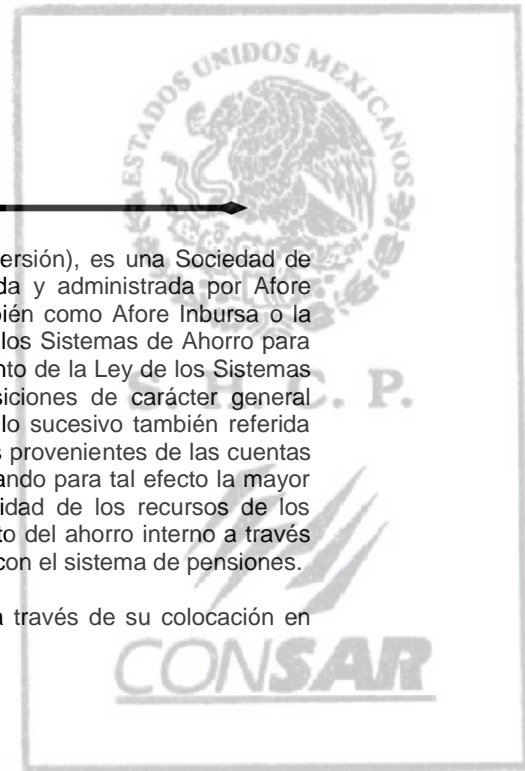 ESTADOS UNIDOS MEXICANOS
ersión), es una Sociedad de
da y administrada por Afore
bién como Afore Inbursa o la
los Sistemas de Ahorro para
nto de la Ley de los Sistemas
siciones de carácter general
lo sucesivo también referida
s provenientes de las cuentas
ando para tal efecto la mayor
idad de los recursos de los
to del ahorro interno a través
con el sistema de pensiones.
a través de su colocación en
S. H. C. P.
CONSAR